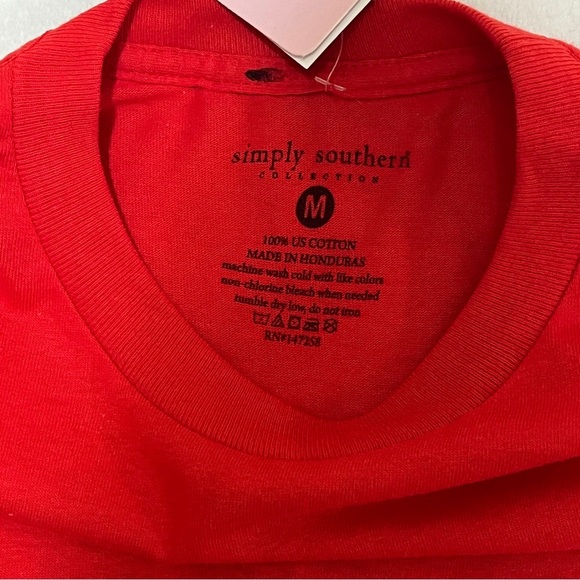 simply southern
COLLECTION
M
100% US COTTON
MADE IN HONDURAS
machine wash cold with like colors
non-chlorine bleach when needed
tumble dry low, do not iron
RN#147258